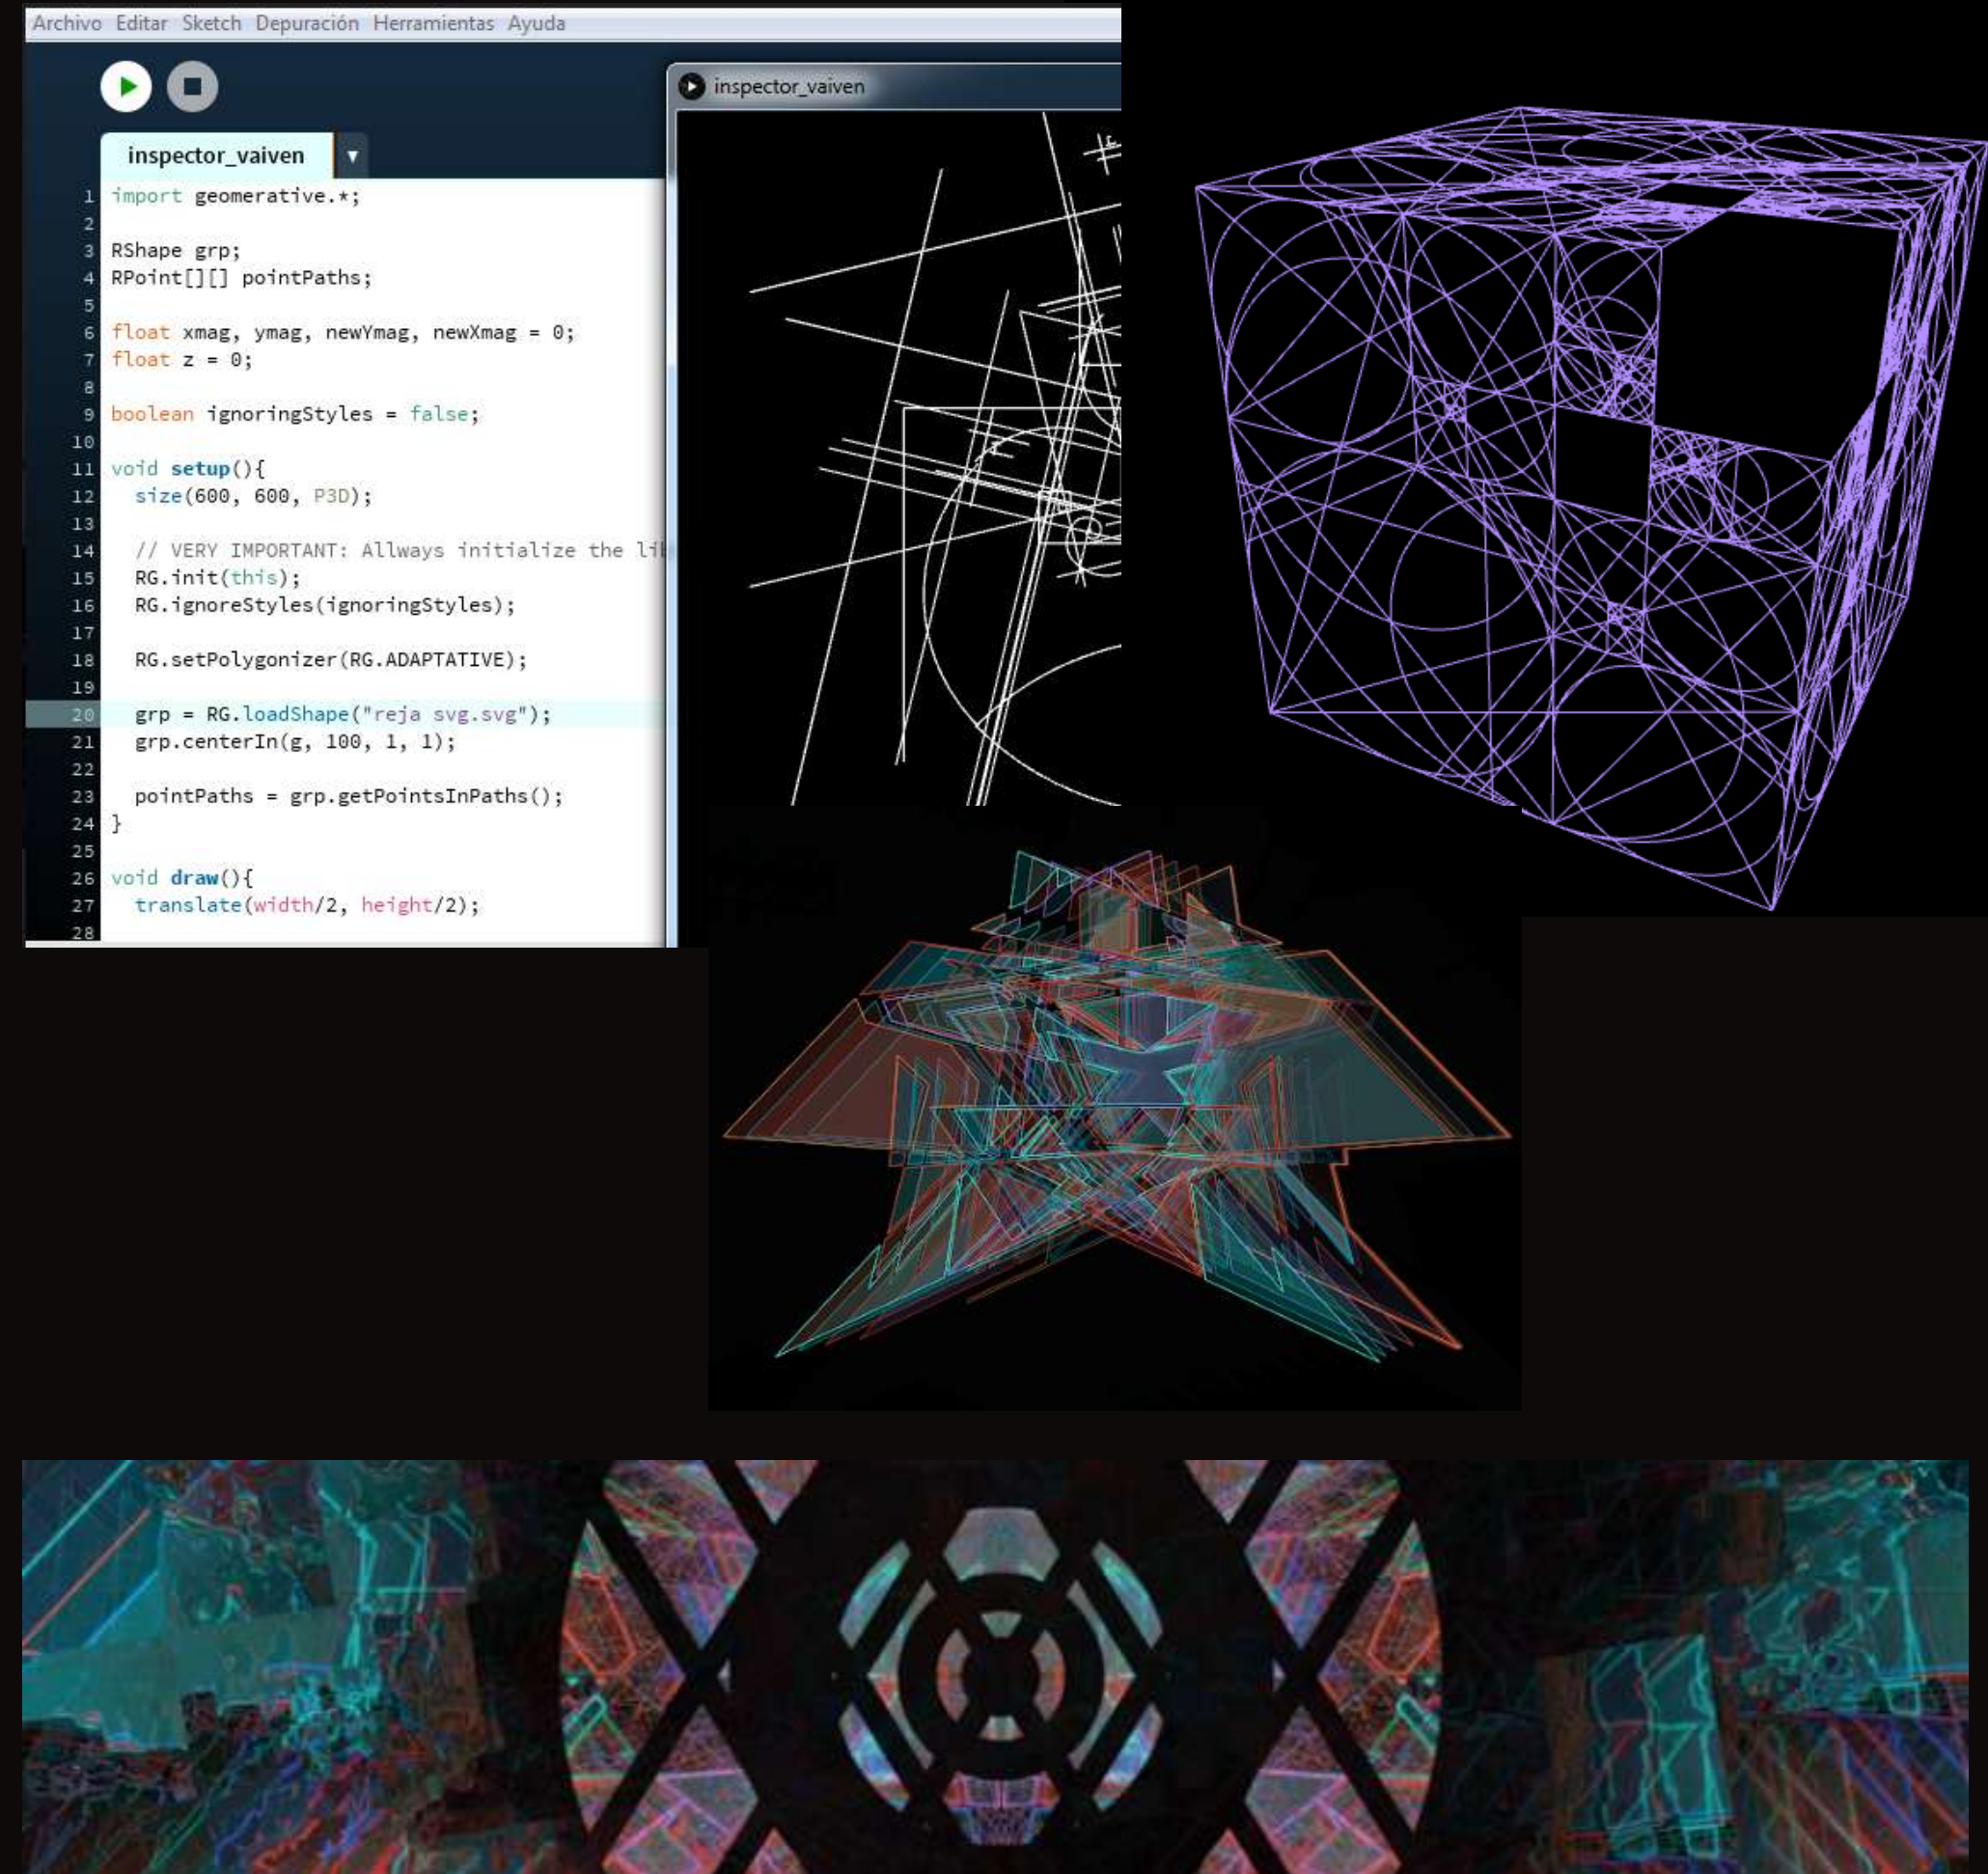 Archivo Editar Sketch Depuración Herramientas Ayuda
inspector_vaiven
inspector_vaiven ▼
1 import geomerative.*;
2
3 RShape grp;
4 RPoint[][] pointPaths;
5
6 float xmag, ymag, newYmag, newXmag = 0;
7 float z = 0;
8
9 boolean ignoringStyles = false;
10
11 void setup(){
12 size(600, 600, P3D);
13
14 // VERY IMPORTANT: Allways initialize the li
15 RG.init(this);
16 RG.ignoreStyles(ignoringStyles);
17
18 RG.setPolygonizer(RG.ADAPTATIVE);
19
20 grp = RG.loadShape("reja svg.svg");
21 grp.centerIn(g, 100, 1, 1);
22
23 pointPaths = grp.getPointsInPaths();
24 }
25
26 void draw(){
27 translate(width/2, height/2);
28